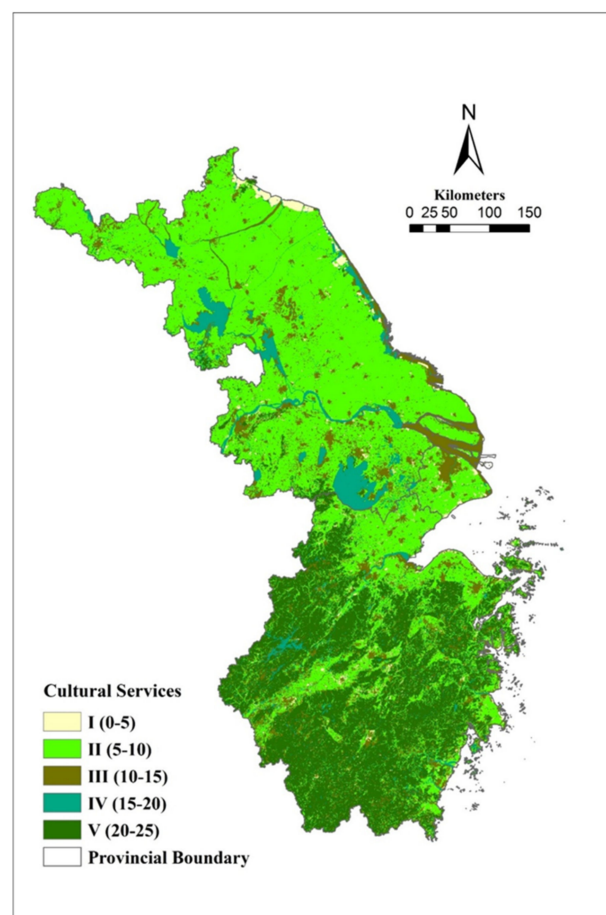 N
Kilometers
0 25 50 100 150
Cultural Services
I (0-5)
II (5-10)
III (10-15)
IV (15-20)
V (20-25)
Provincial Boundary